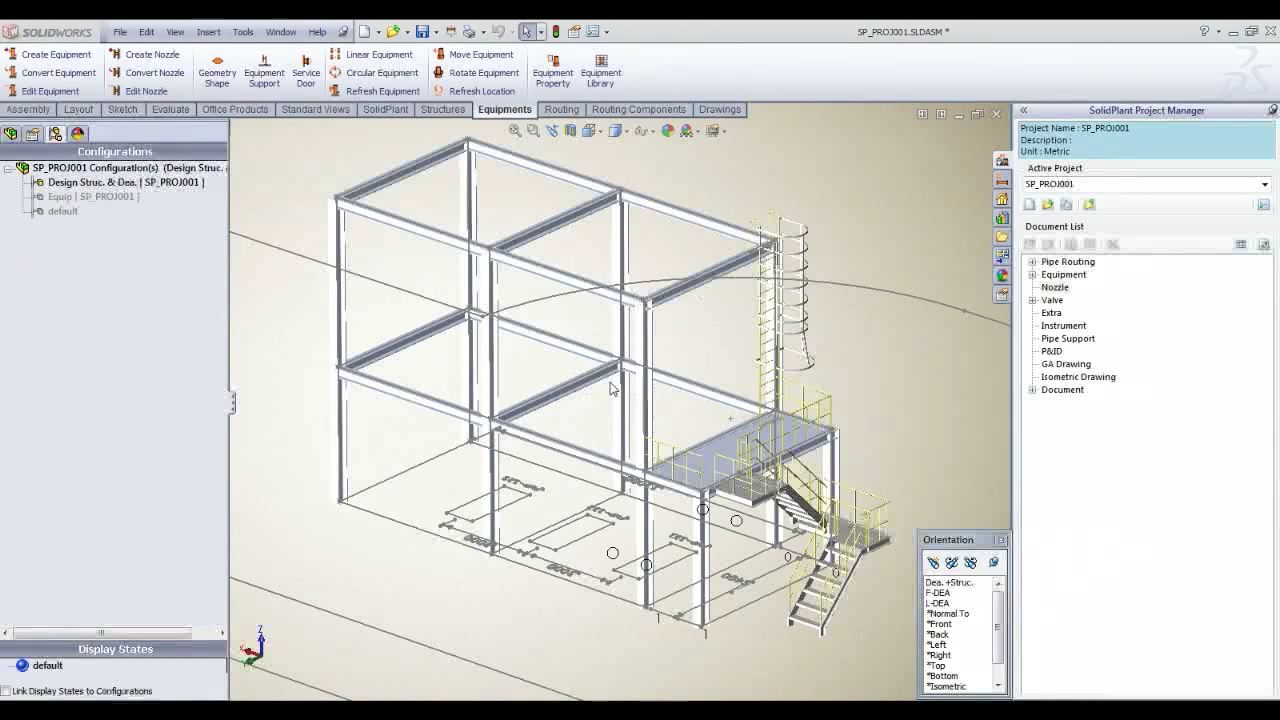 SOLIDWORKS File Edit View Insert Tools Window Help SP_PROJ001.SLDASM *
Create Equipment Create Nozzle Linear Equipment Move Equipment
Convert Equipment Convert Nozzle Geometry Shape Equipment Support Service Door Circular Equipment Rotate Equipment Equipment Property Equipment Library
Edit Equipment Edit Nozzle Refresh Equipment Refresh Location
Assembly Layout Sketch Evaluate Office Products Standard Views SolidPlant Structures Equipments Routing Routing Components Drawings
Configurations
SP_PROJ001 Configuration(s) (Design Struc.
Design Struc. & Dea. [ SP_PROJ001 ]
Equip [ SP_PROJ001 ]
default
Display States
default
Link Display States to Configurations
Z
Orientation
Dea. +Struc.
F-DEA
L-DEA
*Normal To
*Front
*Back
*Left
*Right
*Top
*Bottom
*Isometric
SolidPlant Project Manager
Project Name : SP_PROJ001
Description :
Unit : Metric
Active Project
SP_PROJ001
Document List
Pipe Routing
Equipment
Nozzle
Valve
Extra
Instrument
Pipe Support
P&ID
GA Drawing
Isometric Drawing
Document